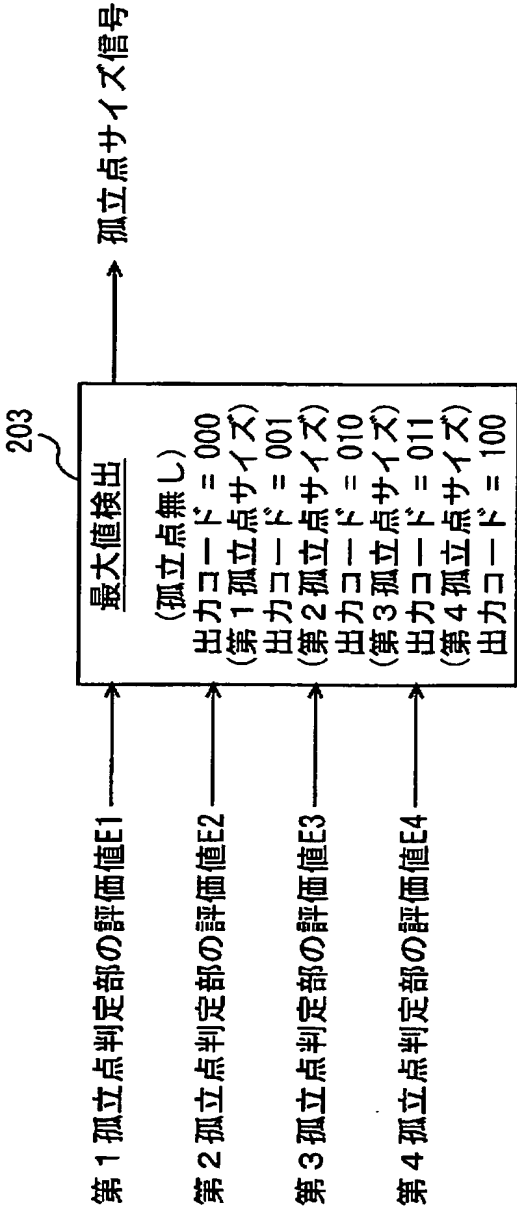 203
第1孤立点判定部の評価値E1
第2孤立点判定部の評価値E2
第3孤立点判定部の評価値E3
第4孤立点判定部の評価値E4
最大値検出
(孤立点無し)
出力コード = 000
(第1孤立点サイズ)
出力コード = 001
(第2孤立点サイズ)
出力コード = 010
(第3孤立点サイズ)
出力コード = 011
(第4孤立点サイズ)
出力コード = 100
孤立点サイズ信号